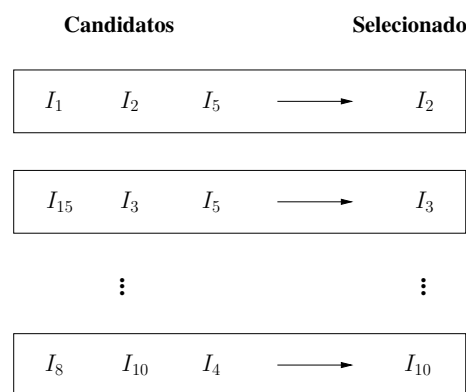 Candidatos Selecionado
I₁ I₂ I₅ ⟶ I₂
I₁₅ I₃ I₅ ⟶ I₃
⋮ ⋮
I₈ I₁₀ I₄ ⟶ I₁₀